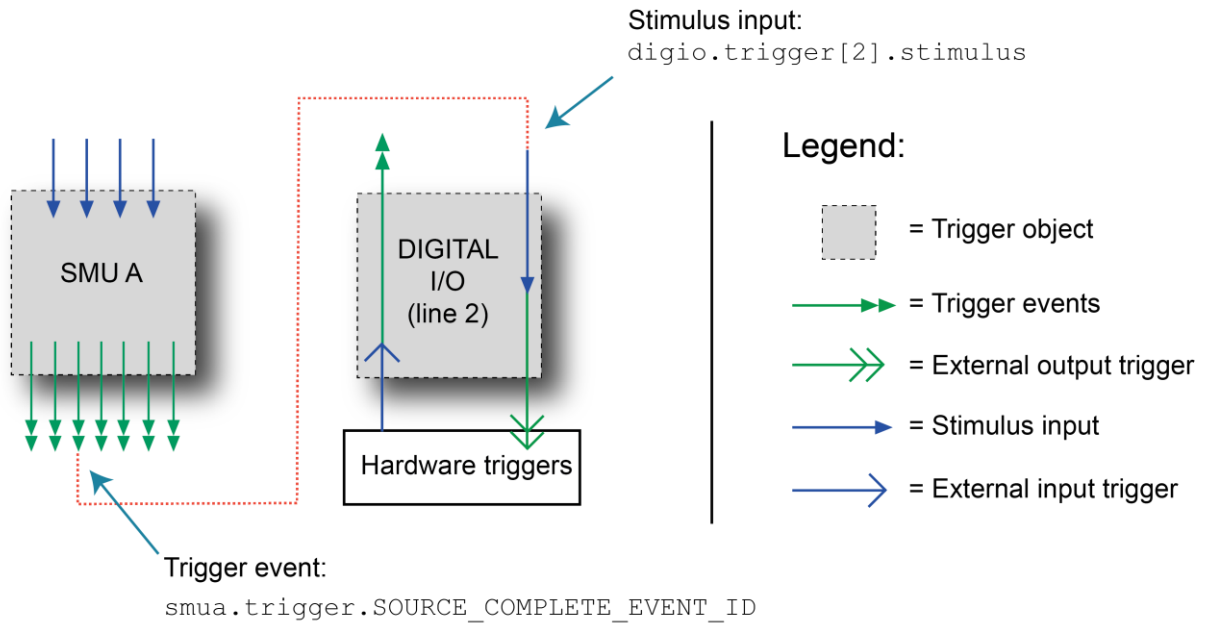 Stimulus input:
digio.trigger[2].stimulus
Legend:
SMU A
DIGITAL
I/O
(line 2)
= Trigger object
= Trigger events
= External output trigger
= Stimulus input
= External input trigger
Hardware triggers
Trigger event:
smua.trigger.SOURCE_COMPLETE_EVENT_ID